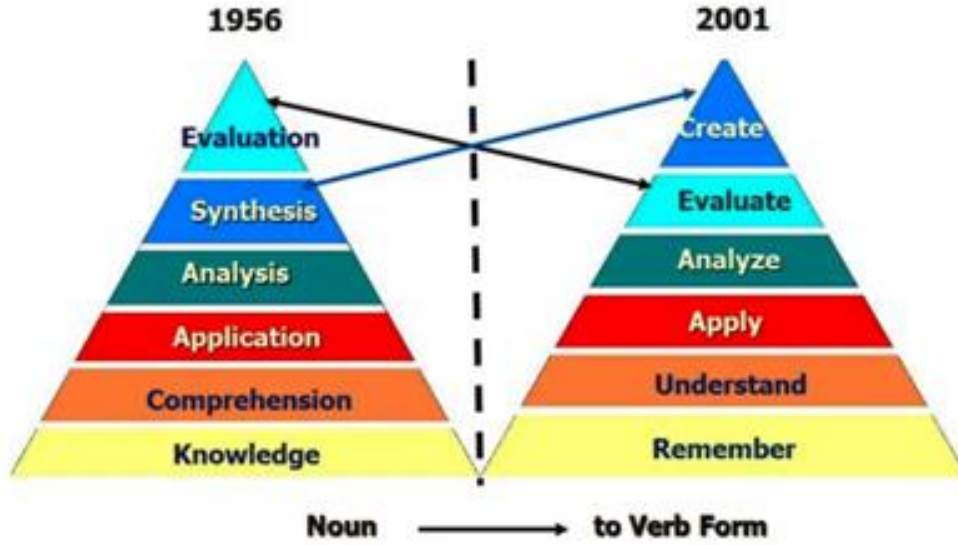 1956
Evaluation
Synthesis
Analysis
Application
Comprehension
Knowledge
2001
Create
Evaluate
Analyze
Apply
Understand
Remember
Noun to Verb Form